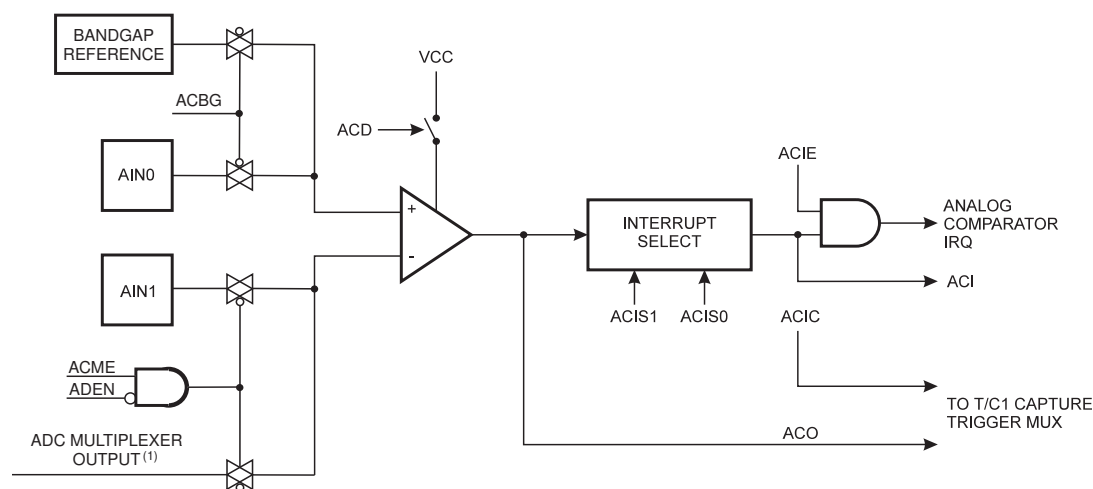 BANDGAP
REFERENCE
VCC
ACBG
ACD
ACIE
AIN0
+
INTERRUPT
SELECT
ANALOG
COMPARATOR
IRQ
-
AIN1
ACI
ACIS1 ACIS0 ACIC
ACME
ADEN
TO T/C1 CAPTURE
TRIGGER MUX
ACO
ADC MULTIPLEXER
OUTPUT (1)